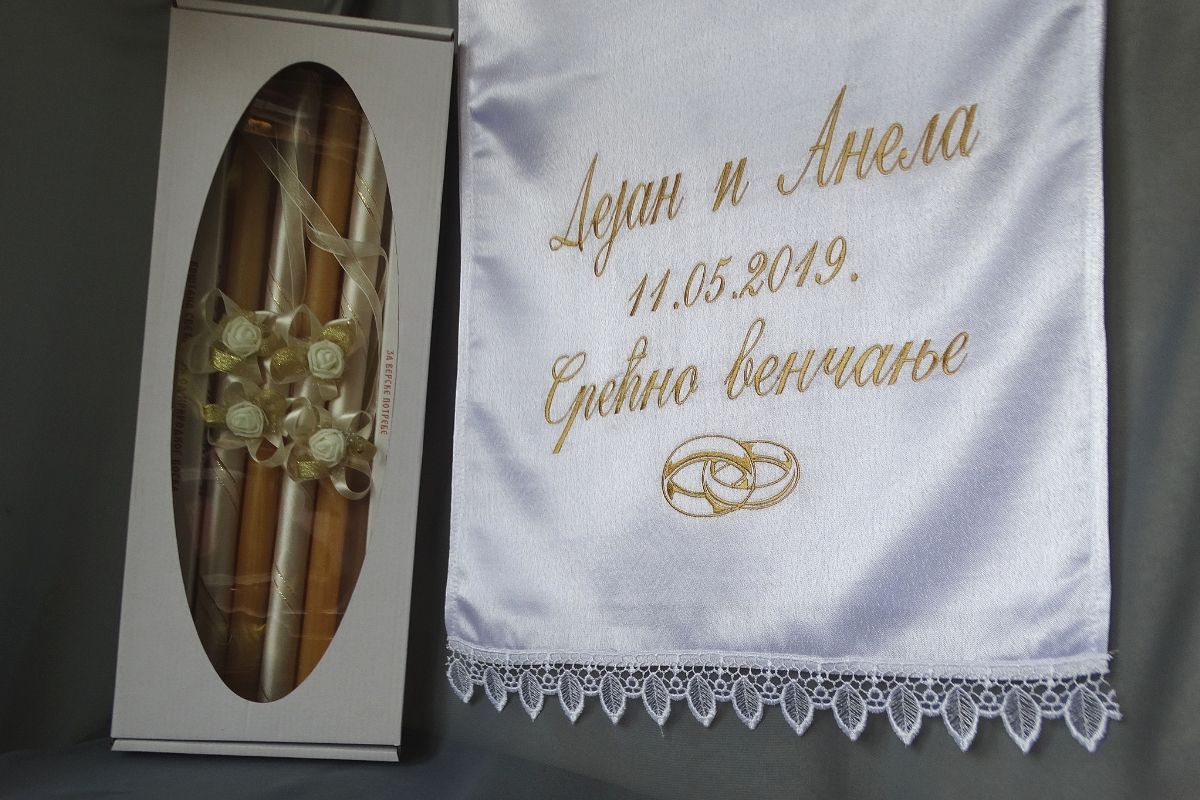 Дејан и Анела
11.05.2019.
Срећно венчање
ЗА ВЕРСКЕ ПОТРЕБЕ